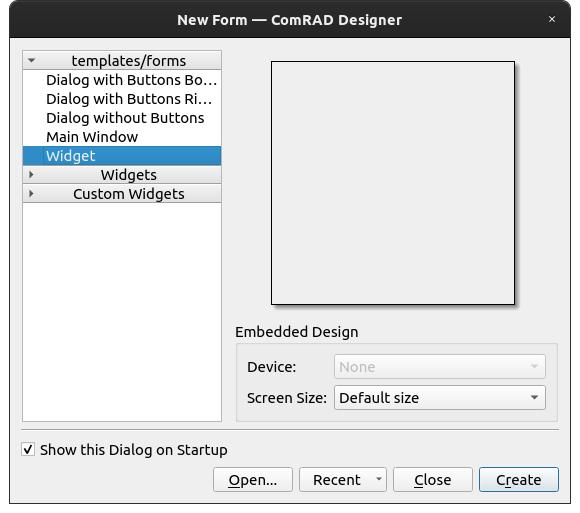 New Form — ComRAD Designer
templates/forms
Dialog with Buttons Bo...
Dialog with Buttons Ri...
Dialog without Buttons
Main Window
Widget
Widgets
Custom Widgets
Embedded Design
Device:
None
Screen Size:
Default size
Show this Dialog on Startup
Open...
Recent
Close
Create